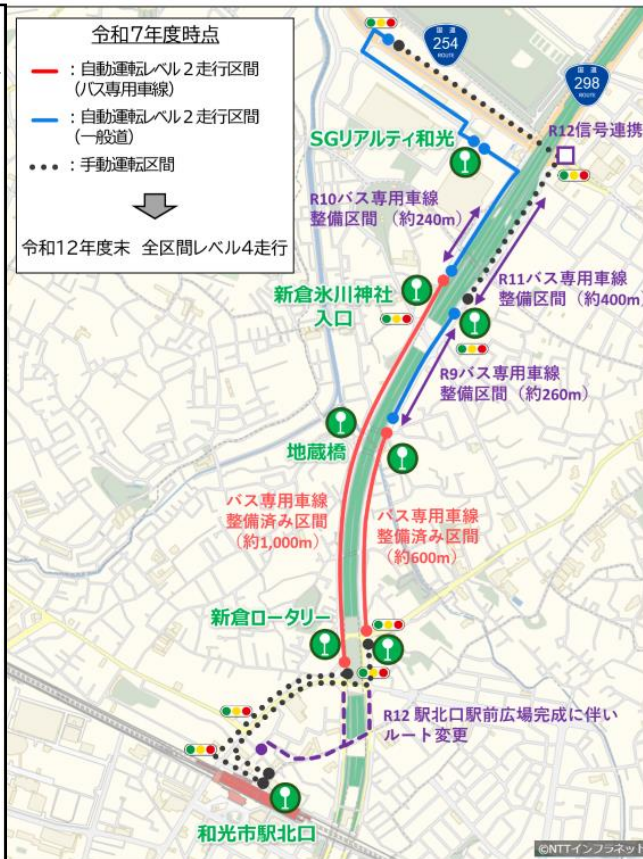 令和7年度時点
：自動運転レベル2走行区間
（バス専用車線）
：自動運転レベル2走行区間
（一般道）
：手動運転区間
令和12年度末 全区間レベル4走行
国道
254
ROUTE
国道
298
ROUTE
R12信号連携
SGリアルティ和光
R10バス専用車線
整備区間（約240m）
R11バス専用車線
整備区間（約400m）
新倉氷川神社
入口
R9バス専用車線
整備区間（約260m）
地蔵橋
バス専用車線
整備済み区間
（約1,000m）
バス専用車線
整備済み区間
（約600m）
新倉ロータリー
R12 駅北口駅前広場完成に伴い
ルート変更
和光市駅北口
©NTTインフラネット